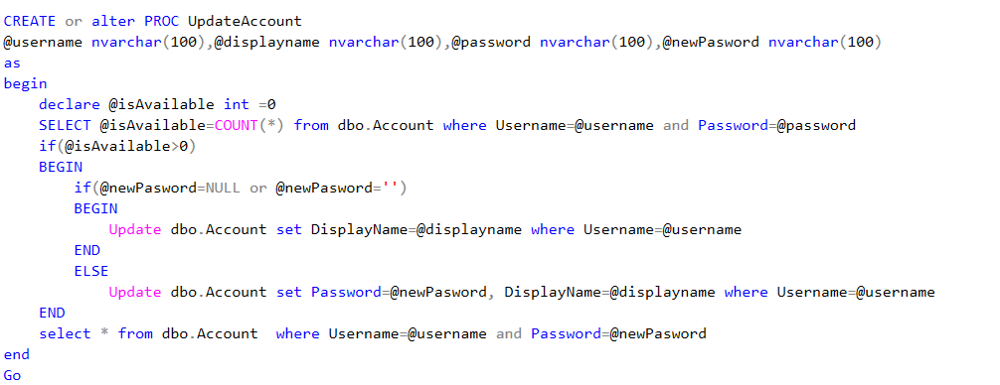 CREATE or alter PROC UpdateAccount
@username nvarchar(100),@displayname nvarchar(100),@password nvarchar(100),@newPasword nvarchar(100)
as
begin
    declare @isAvailable int =0
    SELECT @isAvailable=COUNT(*) from dbo.Account where Username=@username and Password=@password
    if(@isAvailable>0)
    BEGIN
        if(@newPasword=NULL or @newPasword='')
        BEGIN
            Update dbo.Account set DisplayName=@displayname where Username=@username
        END
        ELSE
            Update dbo.Account set Password=@newPasword, DisplayName=@displayname where Username=@username
    END
    select * from dbo.Account  where Username=@username and Password=@newPasword
end
Go